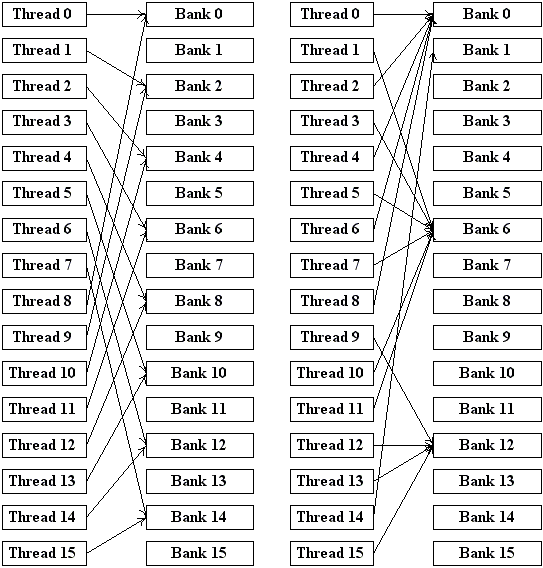 Thread 0 Bank 0 Thread 0 Bank 0
Thread 1 Bank 1 Thread 1 Bank 1
Thread 2 Bank 2 Thread 2 Bank 2
Thread 3 Bank 3 Thread 3 Bank 3
Thread 4 Bank 4 Thread 4 Bank 4
Thread 5 Bank 5 Thread 5 Bank 5
Thread 6 Bank 6 Thread 6 Bank 6
Thread 7 Bank 7 Thread 7 Bank 7
Thread 8 Bank 8 Thread 8 Bank 8
Thread 9 Bank 9 Thread 9 Bank 9
Thread 10 Bank 10 Thread 10 Bank 10
Thread 11 Bank 11 Thread 11 Bank 11
Thread 12 Bank 12 Thread 12 Bank 12
Thread 13 Bank 13 Thread 13 Bank 13
Thread 14 Bank 14 Thread 14 Bank 14
Thread 15 Bank 15 Thread 15 Bank 15